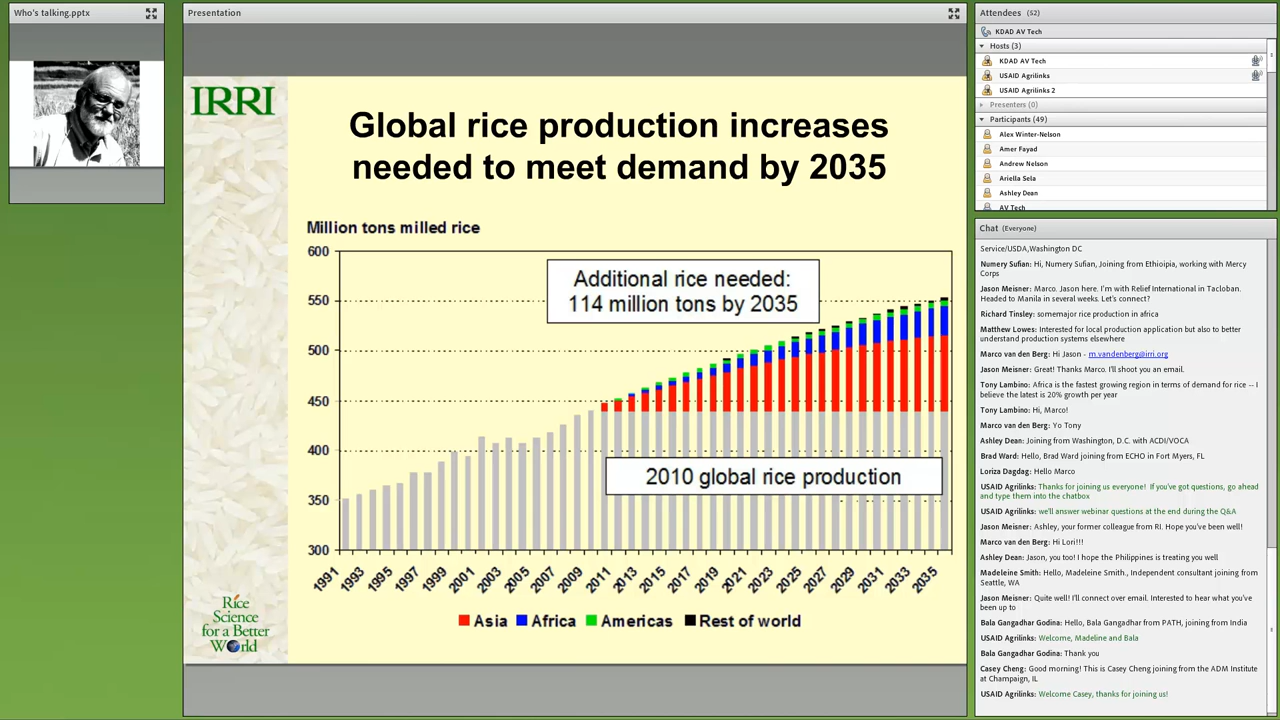 Who's talking.pptx
Presentation
IRRI
Global rice production increases
needed to meet demand by 2035
Million tons milled rice
600
550
500
450
400
350
300
Additional rice needed:
114 million tons by 2035
2010 global rice production
1991
1993
1995
1997
1999
2001
2003
2005
2007
2009
2011
2013
2015
2017
2019
2021
2023
2025
2027
2029
2031
2033
2035
Asia Africa Americas Rest of world
Rice
Science
for a Better
World
Attendees (52)
KDAD AV Tech
Hosts (3)
KDAD AV Tech
USAID Agrilinks
USAID Agrilinks 2
Presenters (0)
Participants (49)
Alex Winter-Nelson
Amer Fayad
Andrew Nelson
Ariella Sela
Ashley Dean
AV Tech
Chat (Everyone)
Service/USDA,Washington DC
Numery Sufian: Hi, Numery Sufian, Joining from Ethioipia, working with Mercy
Corps
Jason Meisner: Marco. Jason here. I'm with Relief International in Tacloban.
Headed to Manila in several weeks. Let's connect?
Richard Tinsley: somemajor rice production in africa
Matthew Lowes: Interested for local production application but also to better
understand production systems elsewhere
Marco van den Berg: Hi Jason - m.vandenberg@irri.org
Jason Meisner: Great! Thanks Marco. I'll shoot you an email.
Tony Lambino: Africa is the fastest growing region in terms of demand for rice -- I
believe the latest is 20% growth per year
Tony Lambino: Hi, Marco!
Marco van den Berg: Yo Tony
Ashley Dean: Joining from Washington, D.C. with ACDI/VOCA
Brad Ward: Hello, Brad Ward joining from ECHO in Fort Myers, FL
Loriza Dagdag: Hello Marco
USAID Agrilinks: Thanks for joining us everyone! If you've got questions, go ahead
and type them into the chatbox
USAID Agrilinks: we'll answer webinar questions at the end during the Q&A
Jason Meisner: Ashley, your former colleague from RI. Hope you've been well!
Marco van den Berg: Hi Lori!!!
Ashley Dean: Jason, you too! I hope the Philippines is treating you well
Madeleine Smith: Hello, Madeleine Smith., Independent consultant joining from
Seattle, WA
Jason Meisner: Quite well! I'll connect over email. Interested to hear what you've
been up to
Bala Gangadhar Godina: Hello, Bala Gangadhar from PATH, joining from India
USAID Agrilinks: Welcome, Madeline and Bala
Bala Gangadhar Godina: Thank you
Casey Cheng: Good morning! This is Casey Cheng joining from the ADM Institute
at Champaign, IL
USAID Agrilinks: Welcome Casey, thanks for joining us!